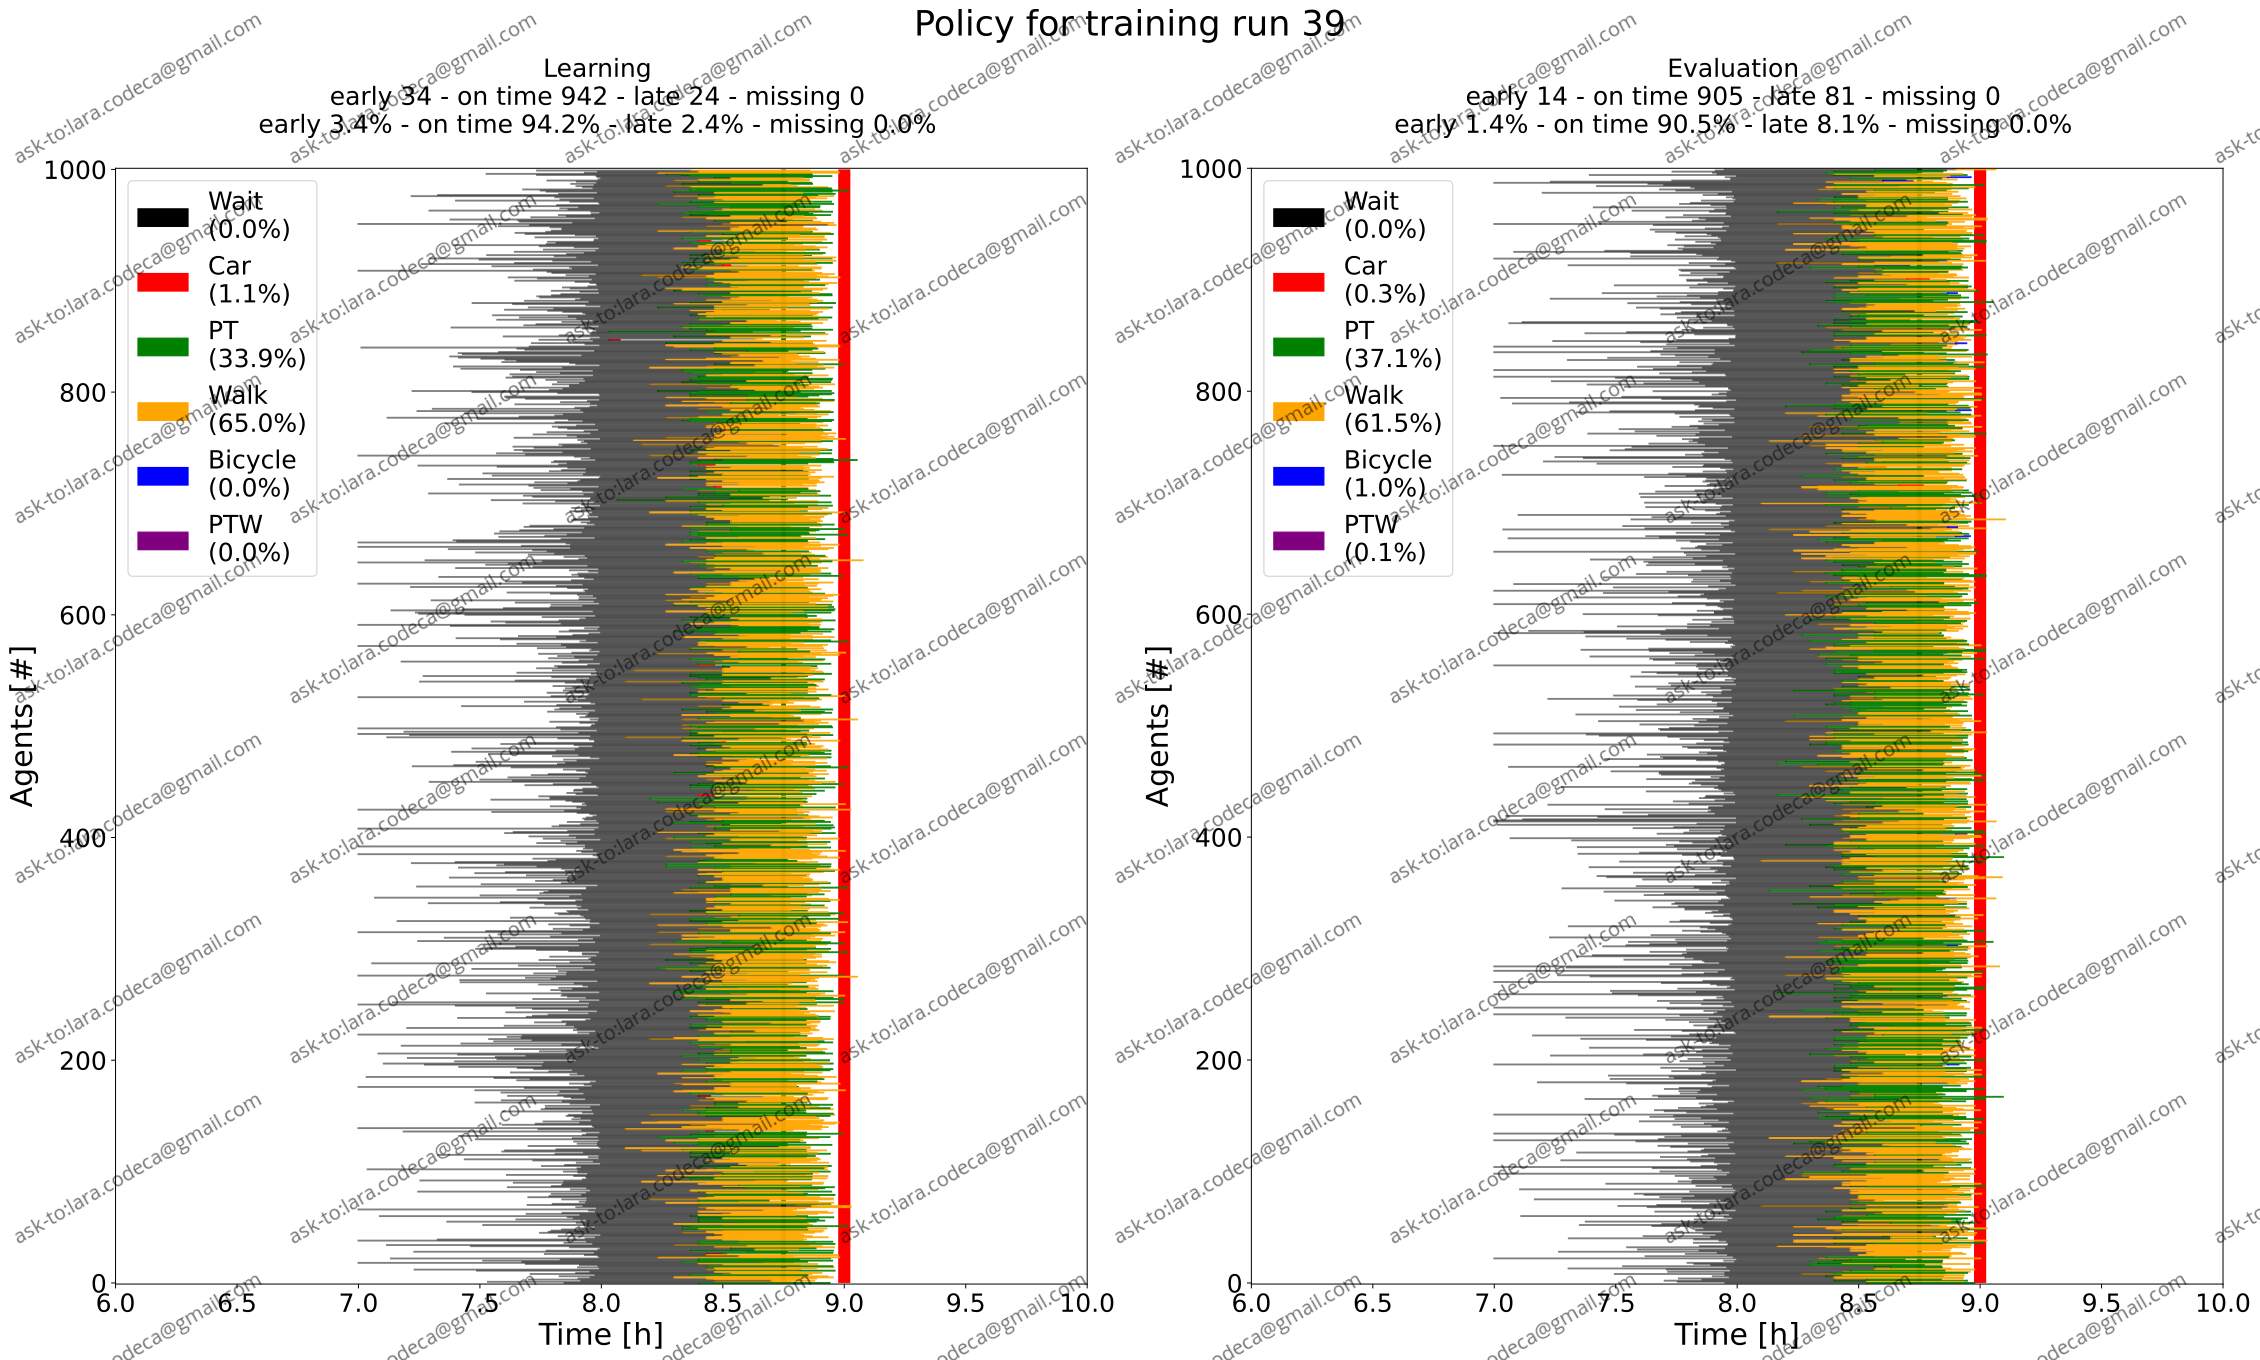 Policy for training run 39
Learning
early 34 - on time 942 - late 24 - missing 0
early 3.4% - on time 94.2% - late 2.4% - missing 0.0%
1000
800
600
400
200
0
Agents [#]
Wait
(0.0%)
Car
(1.1%)
PT
(33.9%)
Walk
(65.0%)
Bicycle
(0.0%)
PTW
(0.0%)
6.0 6.5 7.0 7.5 8.0 8.5 9.0 9.5 10.0
Time [h]
Evaluation
early 14 - on time 905 - late 81 - missing 0
early 1.4% - on time 90.5% - late 8.1% - missing 0.0%
1000
800
600
400
200
0
Agents [#]
Wait
(0.0%)
Car
(0.3%)
PT
(37.1%)
Walk
(61.5%)
Bicycle
(1.0%)
PTW
(0.1%)
6.0 6.5 7.0 7.5 8.0 8.5 9.0 9.5 10.0
Time [h]
ask-to:lara.codeca@gmail.com